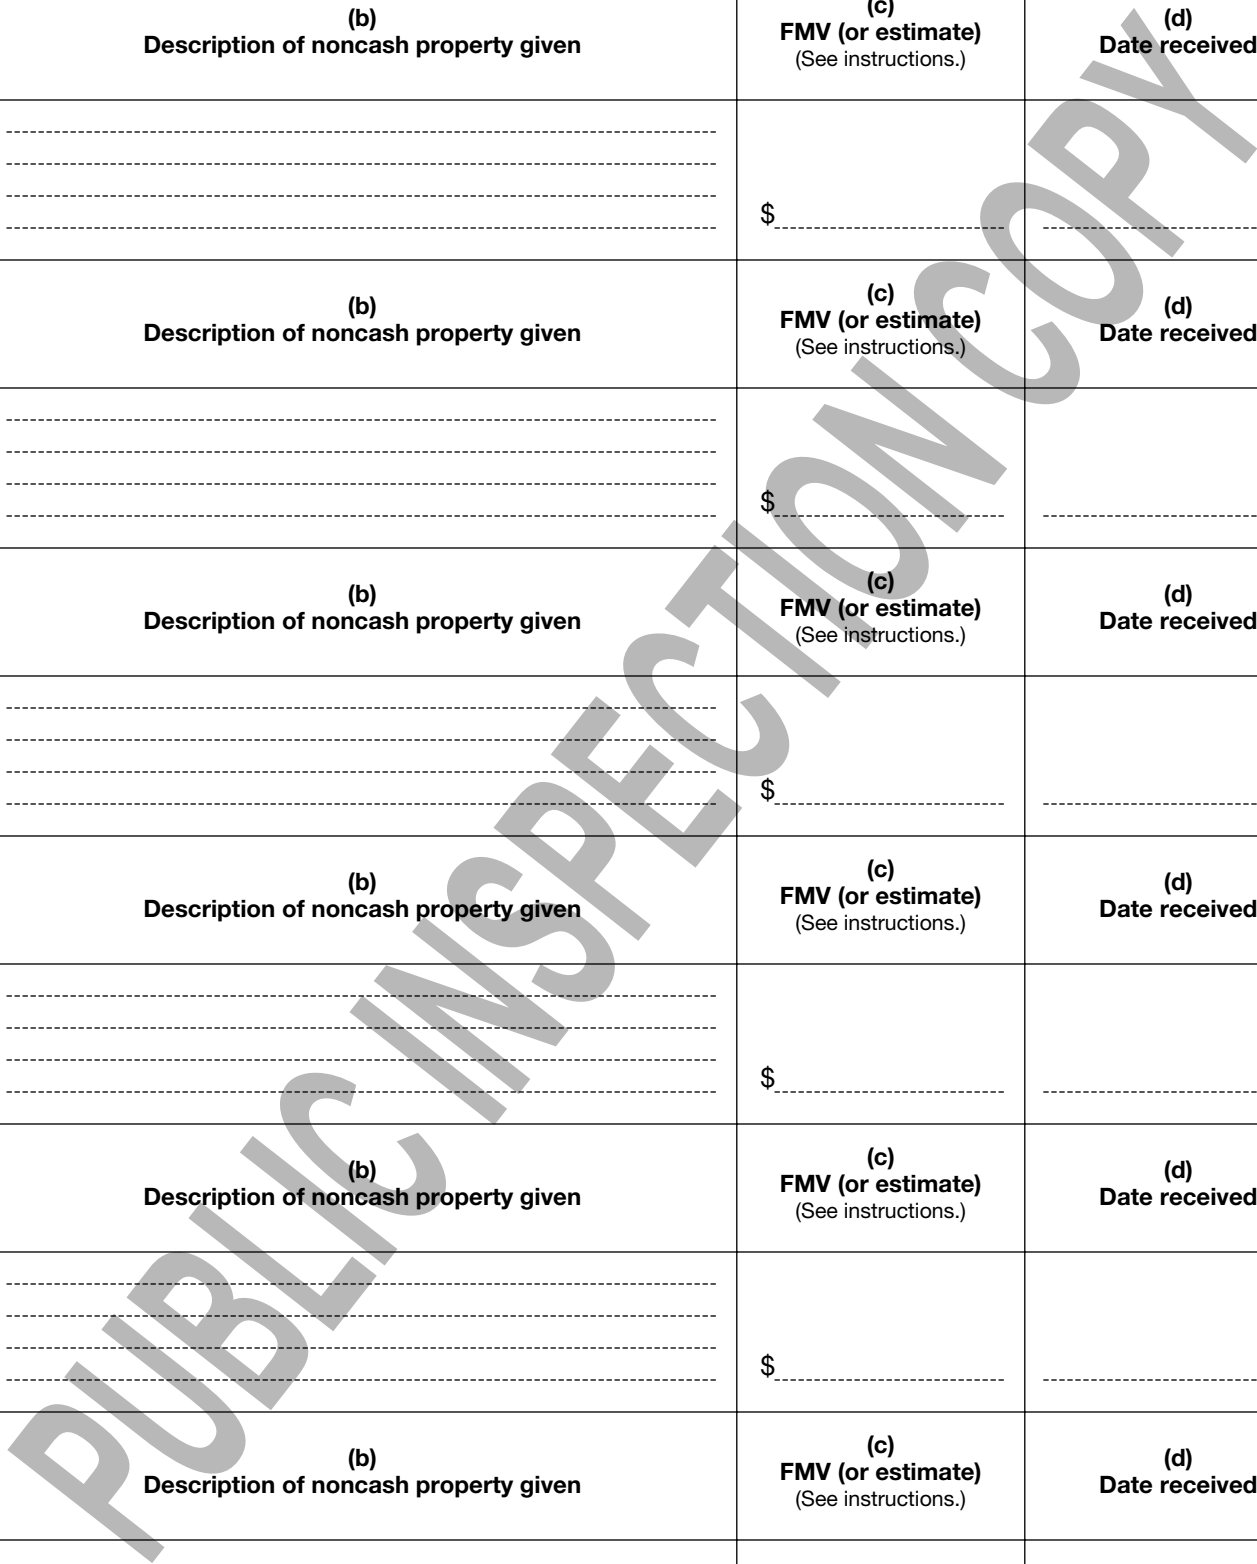 (b)
Description of noncash property given
(c)
FMV (or estimate)
(See instructions.)
(d)
Date received
$
(b)
Description of noncash property given
(c)
FMV (or estimate)
(See instructions.)
(d)
Date received
$
(b)
Description of noncash property given
(c)
FMV (or estimate)
(See instructions.)
(d)
Date received
$
(b)
Description of noncash property given
(c)
FMV (or estimate)
(See instructions.)
(d)
Date received
$
(b)
Description of noncash property given
(c)
FMV (or estimate)
(See instructions.)
(d)
Date received
$
(b)
Description of noncash property given
(c)
FMV (or estimate)
(See instructions.)
(d)
Date received
PUBLIC INSPECTION COPY